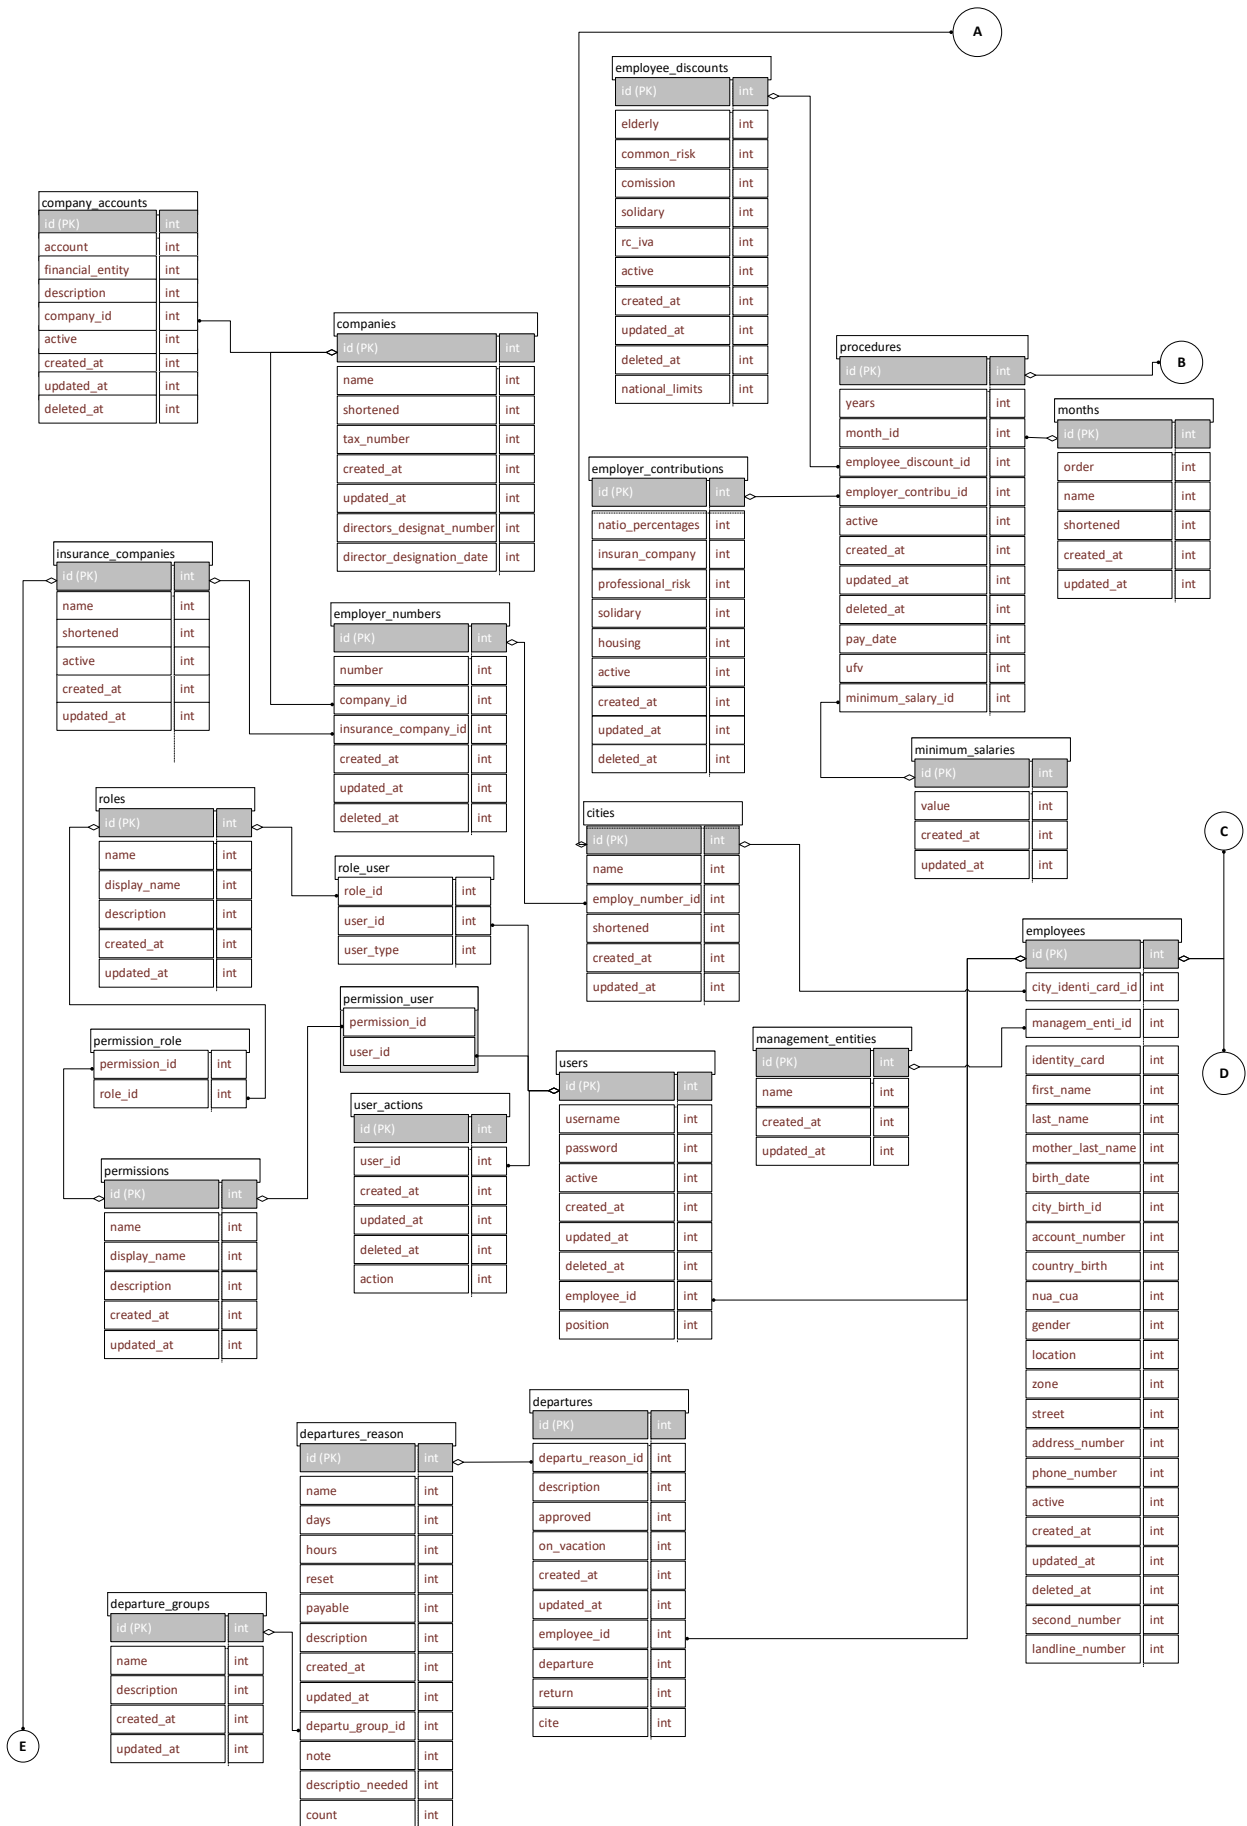 A
employee_discounts
id (PK) int
elderly int
common_risk int
comission int
solidary int
rc_iva int
active int
created_at int
updated_at int
deleted_at int
national_limits int
company_accounts
id (PK) int
account int
financial_entity int
description int
company_id int
active int
created_at int
updated_at int
deleted_at int
companies
id (PK) int
name int
shortened int
tax_number int
created_at int
updated_at int
directors_designat_number int
director_designation_date int
procedures
id (PK) int
years int
month_id int
employee_discount_id int
employer_contribu_id int
active int
created_at int
updated_at int
deleted_at int
pay_date int
ufv int
minimum_salary_id int
B
months
id (PK) int
order int
name int
shortened int
created_at int
updated_at int
employer_contributions
id (PK) int
natio_percentages int
insuran_company int
professional_risk int
solidary int
housing int
active int
created_at int
updated_at int
deleted_at int
insurance_companies
id (PK) int
name int
shortened int
active int
created_at int
updated_at int
employer_numbers
id (PK) int
number int
company_id int
insurance_company_id int
created_at int
updated_at int
deleted_at int
minimum_salaries
id (PK) int
value int
created_at int
updated_at int
roles
id (PK) int
name int
display_name int
description int
created_at int
updated_at int
cities
id (PK) int
name int
employ_number_id int
shortened int
created_at int
updated_at int
C
role_user
role_id int
user_id int
user_type int
employees
id (PK) int
city_identi_card_id int
managem_enti_id int
identity_card int
first_name int
last_name int
mother_last_name int
birth_date int
city_birth_id int
account_number int
country_birth int
nua_cua int
gender int
location int
zone int
street int
address_number int
phone_number int
active int
created_at int
updated_at int
deleted_at int
second_number int
landline_number int
D
permission_user
permission_id
user_id
permission_role
permission_id int
role_id int
management_entities
id (PK) int
name int
created_at int
updated_at int
users
id (PK) int
username int
password int
active int
created_at int
updated_at int
deleted_at int
employee_id int
position int
user_actions
id (PK) int
user_id int
created_at int
updated_at int
deleted_at int
action int
permissions
id (PK) int
name int
display_name int
description int
created_at int
updated_at int
departures
id (PK) int
departu_reason_id int
description int
approved int
on_vacation int
created_at int
updated_at int
employee_id int
departure int
return int
cite int
departures_reason
id (PK) int
name int
days int
hours int
reset int
payable int
description int
created_at int
updated_at int
departu_group_id int
note int
descriptio_needed int
count int
departure_groups
id (PK) int
name int
description int
created_at int
updated_at int
E